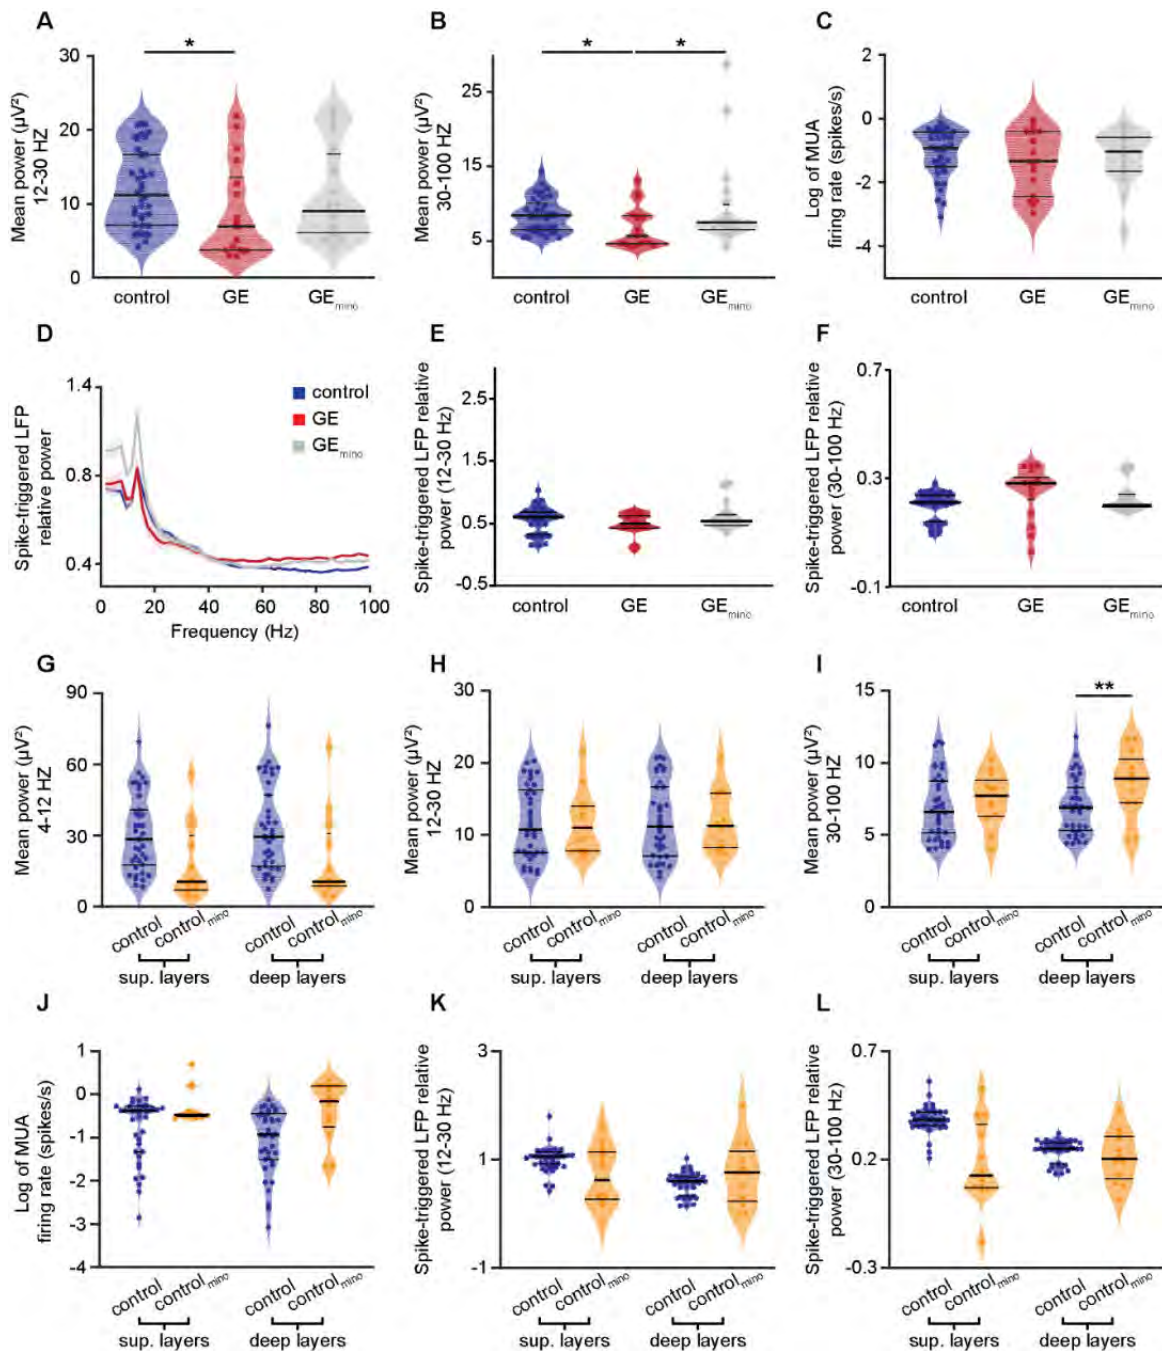 A
Mean power (µV²)
12-30 HZ
30
20
10
0
*
control
GE
GEmino
B
Mean power (µV²)
30-100 HZ
25
15
5
*
*
control
GE
GEmino
C
Log of MUA
firing rate (spikes/s)
2
0
-2
-4
control
GE
GEmino
D
Spike-triggered LFP
relative power
1.4
0.8
0.4
control
GE
GEmino
0
20
40
60
80
100
Frequency (Hz)
E
Spike-triggered LFP relative
power (12-30 Hz)
2.5
0.5
-0.5
control
GE
GEmino
F
Spike-triggered LFP relative
power (30-100 Hz)
0.7
0.3
-0.1
control
GE
GEmino
G
Mean power (µV²)
4-12 HZ
90
60
30
0
control
controlmino
control
controlmino
sup. layers
deep layers
H
Mean power (µV²)
12-30 HZ
30
20
10
0
control
controlmino
control
controlmino
sup. layers
deep layers
I
Mean power (µV²)
30-100 HZ
15
10
5
0
**
control
controlmino
control
controlmino
sup. layers
deep layers
J
Log of MUA
firing rate (spikes/s)
1
0
-1
-2
-3
-4
control
controlmino
control
controlmino
sup. layers
deep layers
K
Spike-triggered LFP relative
power (12-30 Hz)
3
1
-1
control
controlmino
control
controlmino
sup. layers
deep layers
L
Spike-triggered LFP relative
power (30-100 Hz)
0.7
0.2
-0.3
control
controlmino
control
controlmino
sup. layers
deep layers